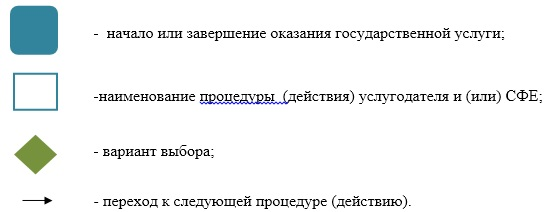 - начало или завершение оказания государственной услуги;
-наименование процедуры (действия) услугодателя и (или) СФЕ;
- вариант выбора;
- переход к следующей процедуре (действию).